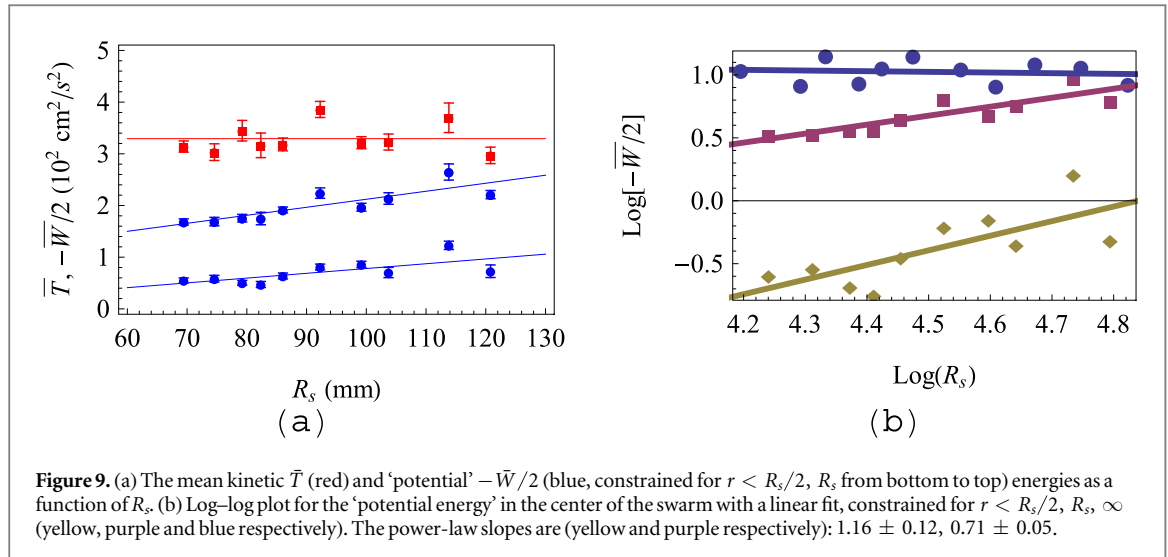 5
4
3
2
1
0
T̄, −W̄/2 (10² cm²/s²)
60 70 80 90 100 110 120 130
R_s (mm)
(a)
1.0
0.5
0.0
−0.5
Log[−W̄/2]
4.2 4.3 4.4 4.5 4.6 4.7 4.8
Log(R_s)
(b)
Figure 9. (a) The mean kinetic T̄ (red) and ‘potential’ −W̄/2 (blue, constrained for r < R_s/2, R_s from bottom to top) energies as a
function of R_s. (b) Log–log plot for the ‘potential energy’ in the center of the swarm with a linear fit, constrained for r < R_s/2, R_s, ∞
(yellow, purple and blue respectively). The power-law slopes are (yellow and purple respectively): 1.16 ± 0.12, 0.71 ± 0.05.